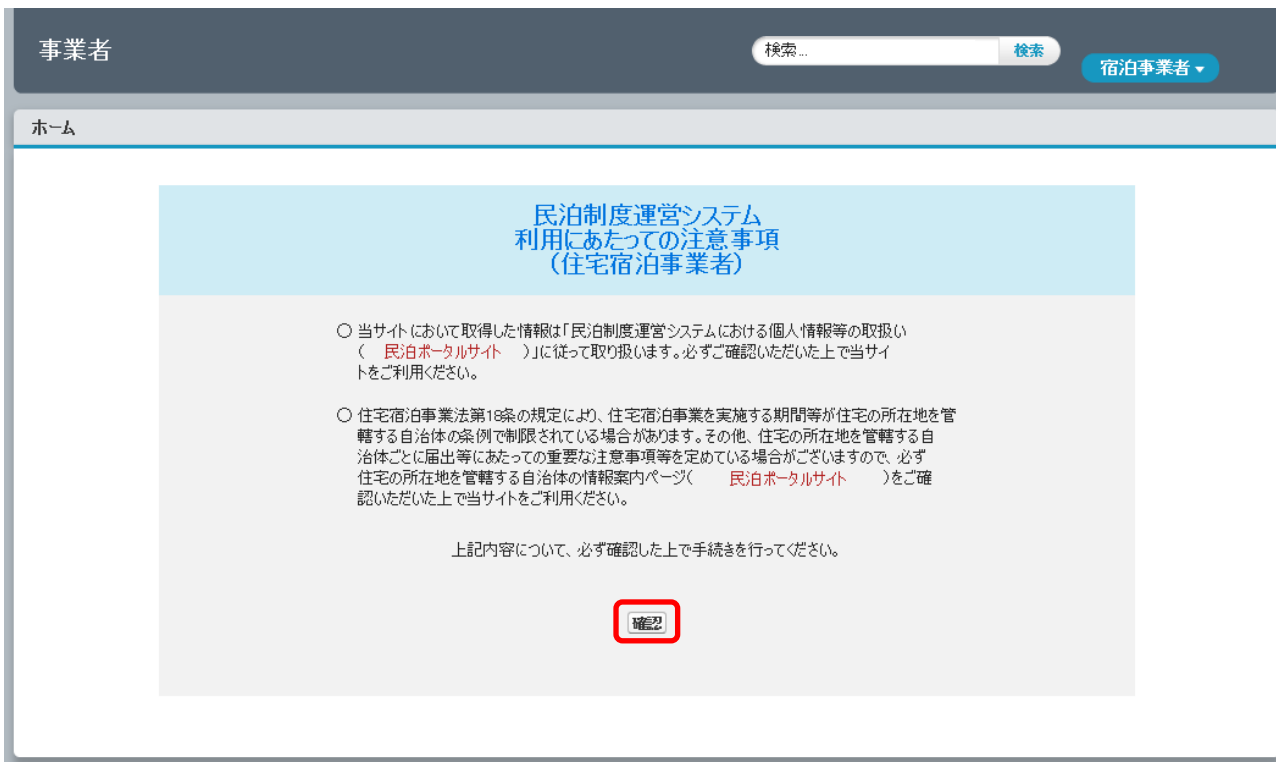 事業者
検索...
検索
宿泊事業者
ホーム
民泊制度運営システム
利用にあたっての注意事項
（住宅宿泊事業者）
○ 当サイトにおいて取得した情報は「民泊制度運営システムにおける個人情報等の取扱い
（ 民泊ポータルサイト ）」に従って取り扱います。必ずご確認いただいた上で当サイ
トをご利用ください。
○ 住宅宿泊事業法第18条の規定により、住宅宿泊事業を実施する期間等が住宅の所在地を管
轄する自治体の条例で制限されている場合があります。その他、住宅の所在地を管轄する自
治体ごとに届出等にあたっての重要な注意事項等を定めている場合がございますので、必ず
住宅の所在地を管轄する自治体の情報案内ページ（ 民泊ポータルサイト ）をご確
認いただいた上で当サイトをご利用ください。
上記内容について、必ず確認した上で手続きを行ってください。
確認